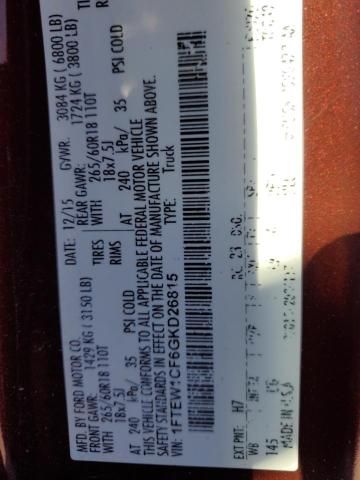 MFD. BY FORD MOTOR CO.
DATE: 12/15 GVWR: 3084 KG ( 6800 LB)
FRONT GAWR: 1429 KG ( 3150 LB) REAR GAWR: 1724 KG ( 3800 LB)
WITH 265/60R18 110T TIRES WITH 265/60R18 110T TI
18x7.5J RIMS 18x7.5J R
AT 240 kPa/ 35 PSI COLD AT 240 kPa/ 35 PSI COLD
THIS VEHICLE CONFORMS TO ALL APPLICABLE FEDERAL MOTOR VEHICLE
SAFETY STANDARDS IN EFFECT ON THE DATE OF MANUFACTURE SHOWN ABOVE.
VIN: 1FTEW1CF6GKD26815
TYPE: Truck
EXT PNT: H7 RC: 23 DSO:
WB
145
MADE IN U.S.A